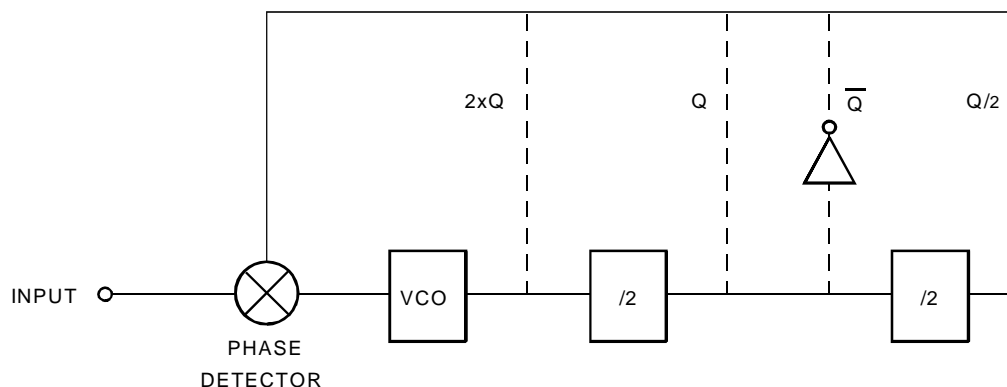 2xQ
Q
Q̅
Q/2
INPUT
VCO
/2
/2
PHASE
DETECTOR